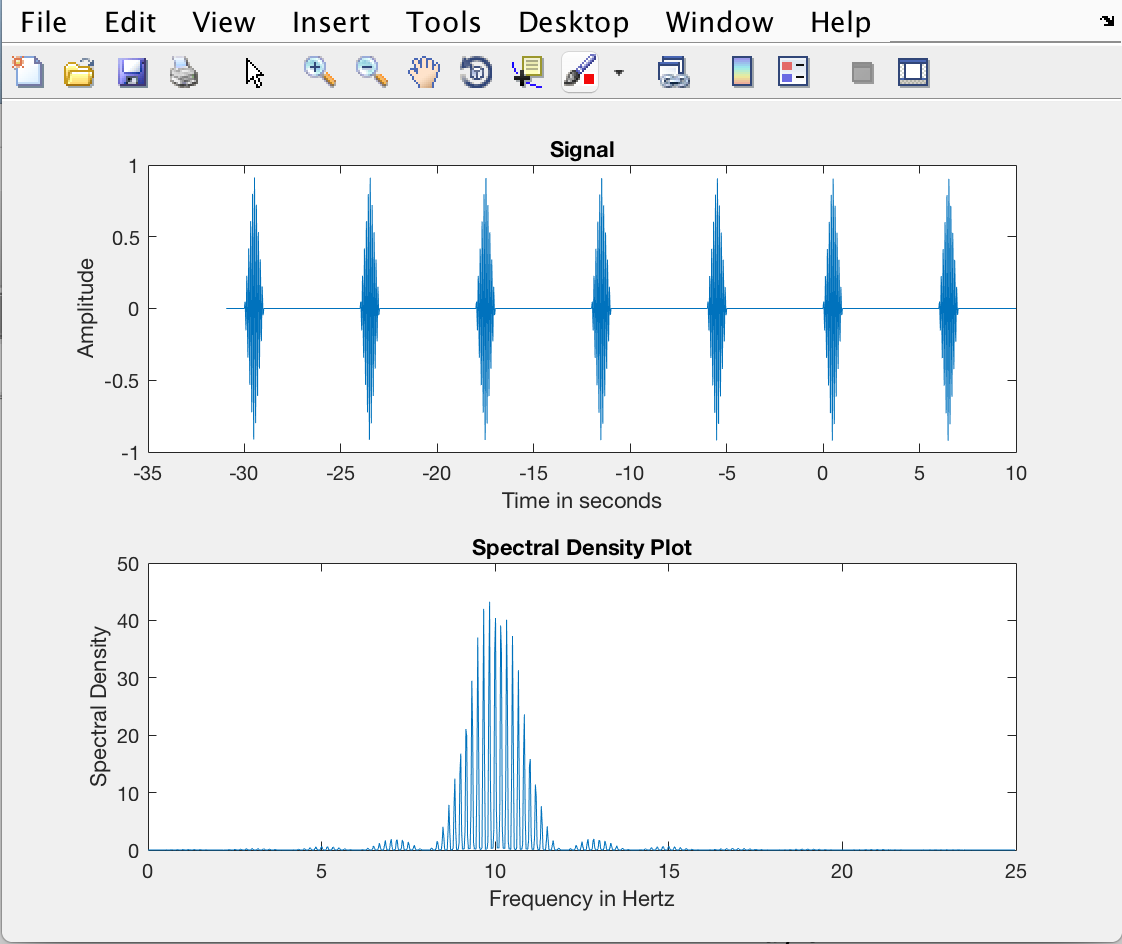 File Edit View Insert Tools Desktop Window Help
Signal
1
0.5
0
-0.5
-1
Amplitude
-35 -30 -25 -20 -15 -10 -5 0 5 10
Time in seconds
Spectral Density Plot
50
40
30
20
10
0
Spectral Density
0 5 10 15 20 25
Frequency in Hertz